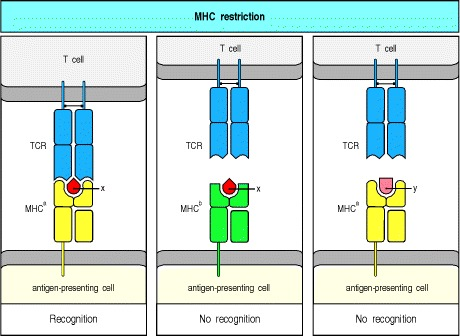 MHC restriction
T cell
TCR
x
MHCᵃ
antigen-presenting cell
Recognition
T cell
TCR
x
MHCᵇ
antigen-presenting cell
No recognition
T cell
TCR
y
MHCᵃ
antigen-presenting cell
No recognition